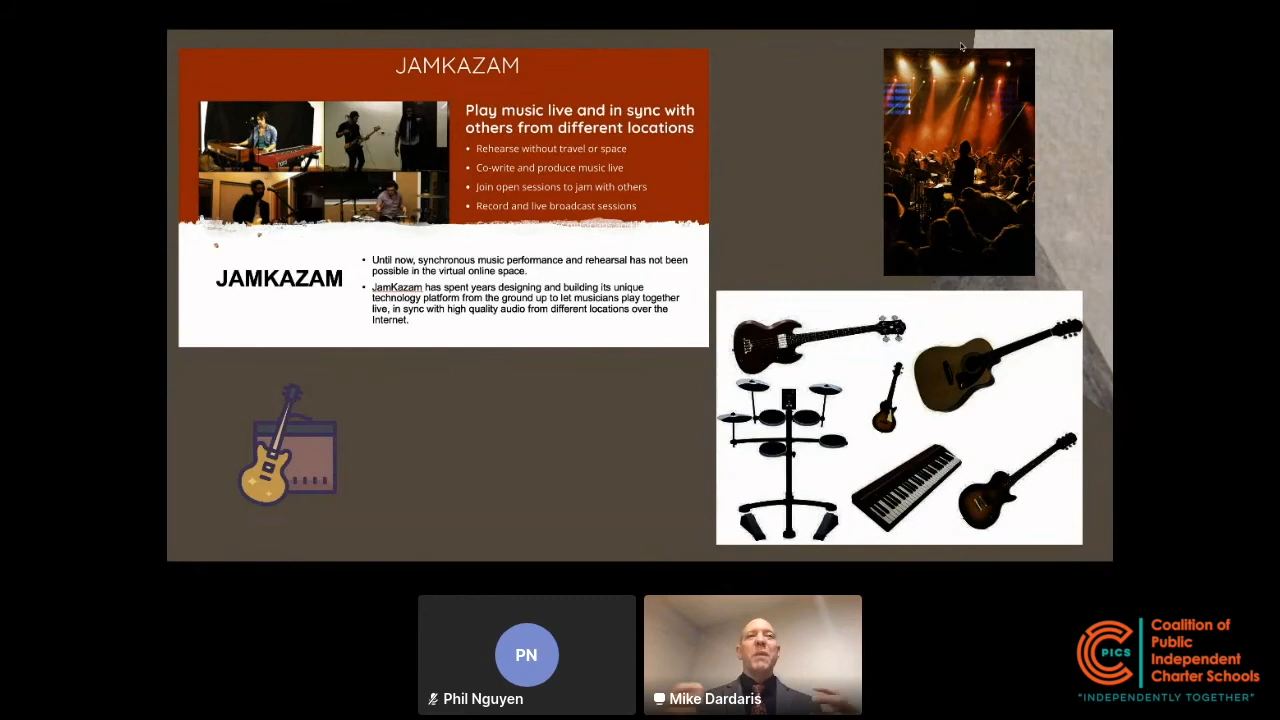 JAMKAZAM
Play music live and in sync with
others from different locations
• Rehearse without travel or space
• Co-write and produce music live
• Join open sessions to jam with others
• Record and live broadcast sessions
JAMKAZAM
• Until now, synchronous music performance and rehearsal has not been
possible in the virtual online space.
• JamKazam has spent years designing and building its unique
technology platform from the ground up to let musicians play together
live, in sync with high quality audio from different locations over the
Internet.
PN
Phil Nguyen
Mike Dardaris
PICS
Coalition of
Public
Independent
Charter Schools
"INDEPENDENTLY TOGETHER"